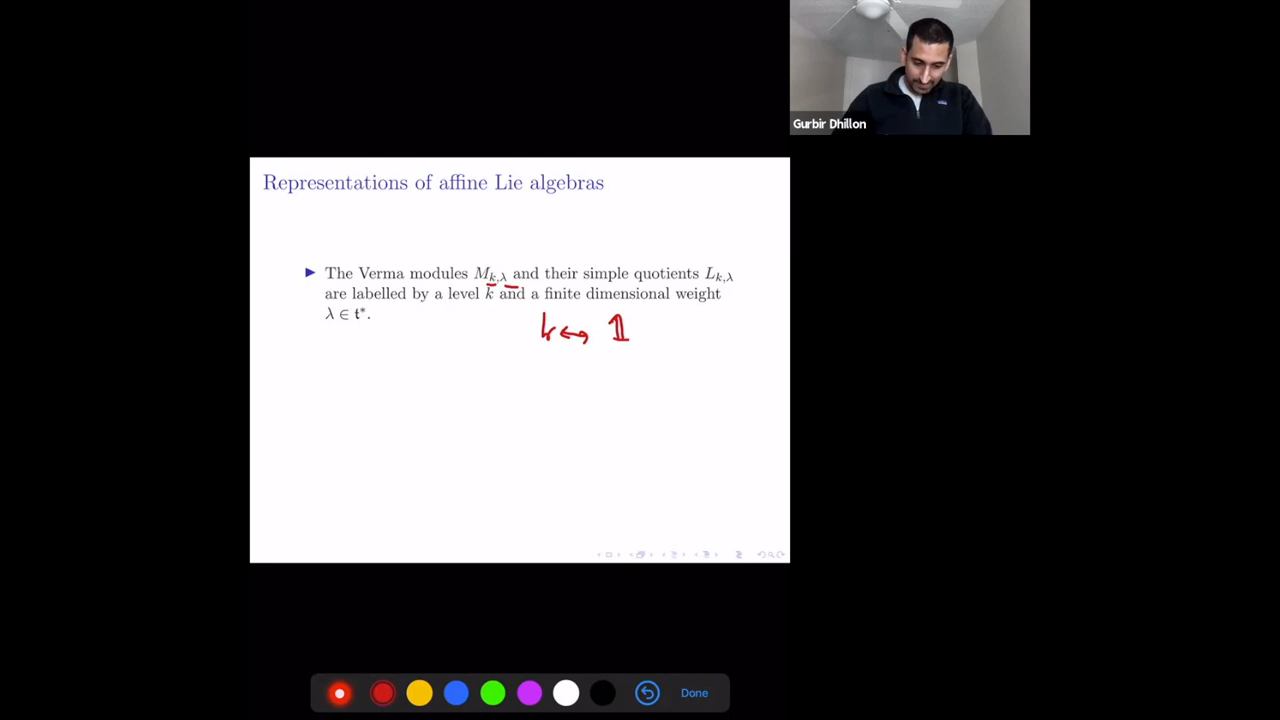 Gurbir Dhillon
Representations of affine Lie algebras
▶ The Verma modules M_{k,λ} and their simple quotients L_{k,λ}
are labelled by a level k and a finite dimensional weight
λ ∈ 𝔱*.
k ↔ 𝟙
Done